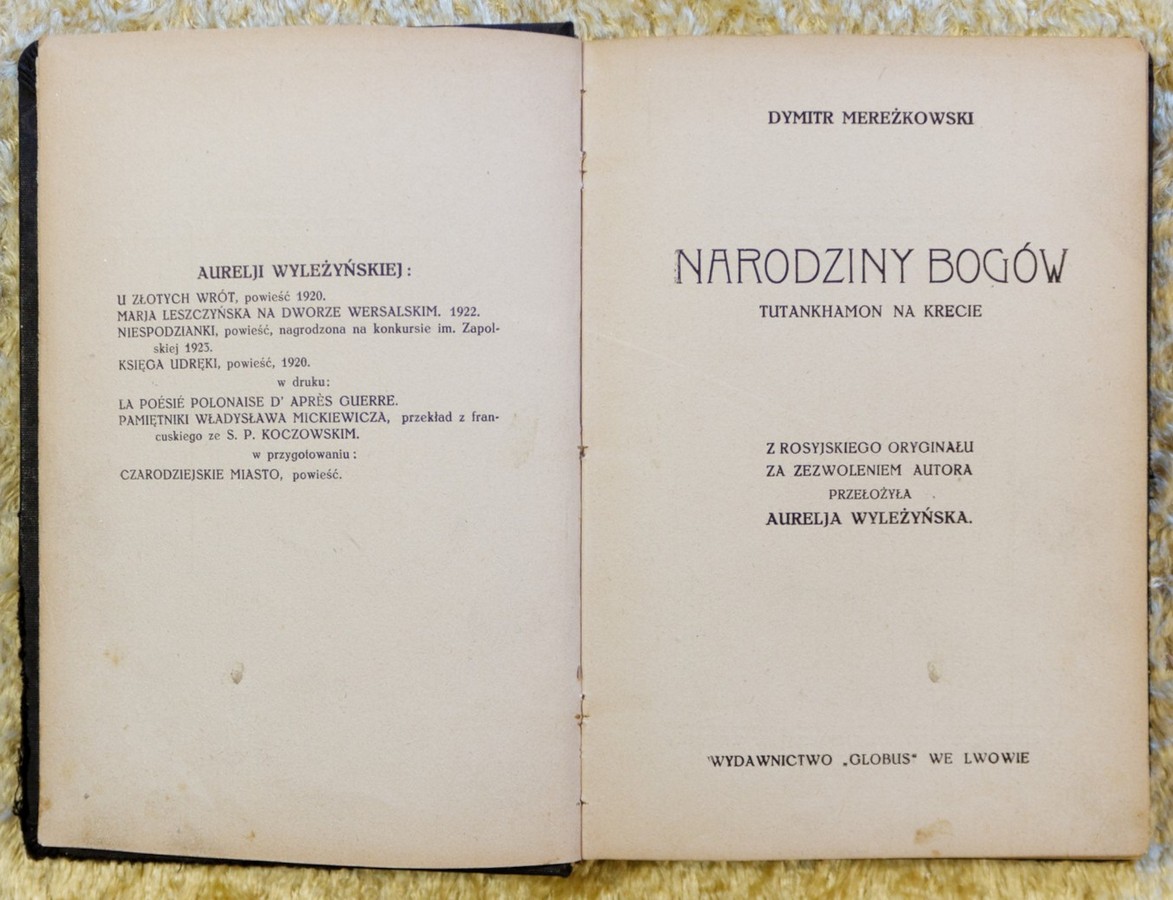 AURELJI WYLEŻYŃSKIEJ:
U ZŁOTYCH WRÓT, powieść 1920.
MARJA LESZCZYŃSKA NA DWORZE WERSALSKIM. 1922.
NIESPODZIANKI, powieść, nagrodzona na konkursie im. Zapol-
skiej 1923.
KSIĘGA UDRĘKI, powieść, 1920.
w druku:
LA POÉSIÉ POLONAISE D' APRÈS GUERRE.
PAMIĘTNIKI WŁADYSŁAWA MICKIEWICZA, przekład z fran-
cuskiego ze S. P. KOCZOWSKIM.
w przygotowaniu:
CZARODZIEJSKIE MIASTO, powieść.
DYMITR MEREŻKOWSKI
NARODZINY BOGÓW
TUTANKHAMON NA KRECIE
Z ROSYJSKIEGO ORYGINAŁU
ZA ZEZWOLENIEM AUTORA
PRZEŁOŻYŁA
AURELJA WYLEŻYŃSKA.
WYDAWNICTWO „GLOBUS“ WE LWOWIE